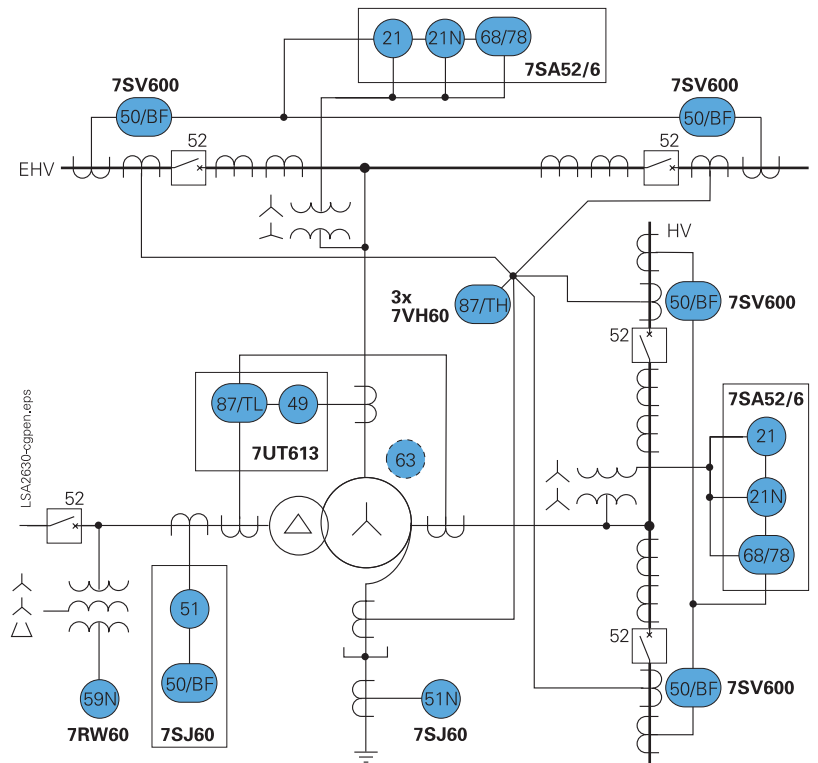 21
21N
68/78
7SA52/6
7SV600
7SV600
50/BF
50/BF
52
52
EHV
HV
3x
7VH60
87/TH
50/BF
7SV600
52
87/TL
49
7UT613
63
7SA52/6
21
21N
68/78
LSA2630-cgpen.eps
52
51
50/BF
7SJ60
59N
7RW60
51N
7SJ60
52
50/BF
7SV600